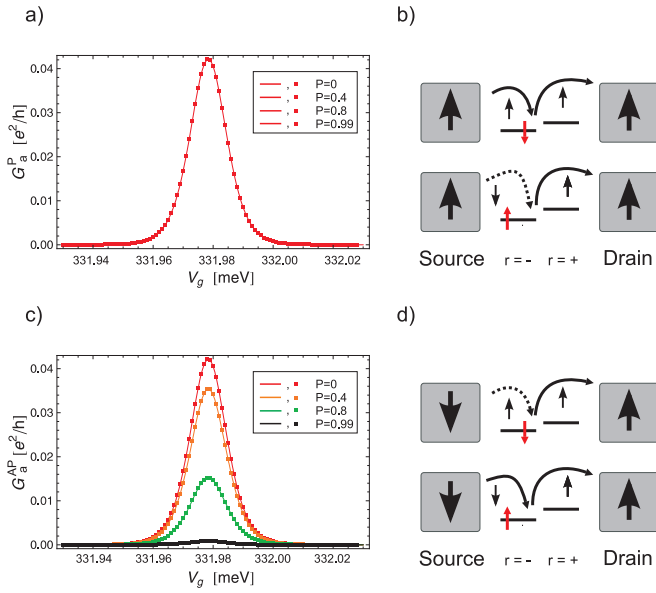 a)
G_a^P [e²/h]
0.04
0.03
0.02
0.01
0.00
, P=0
, P=0.4
, P=0.8
, P=0.99
331.94 331.96 331.98 332.00 332.02
V_g [meV]
b)
Source r = - r = + Drain
c)
G_a^AP [e²/h]
0.04
0.03
0.02
0.01
0.00
, P=0
, P=0.4
, P=0.8
, P=0.99
331.94 331.96 331.98 332.00 332.02
V_g [meV]
d)
Source r = - r = + Drain